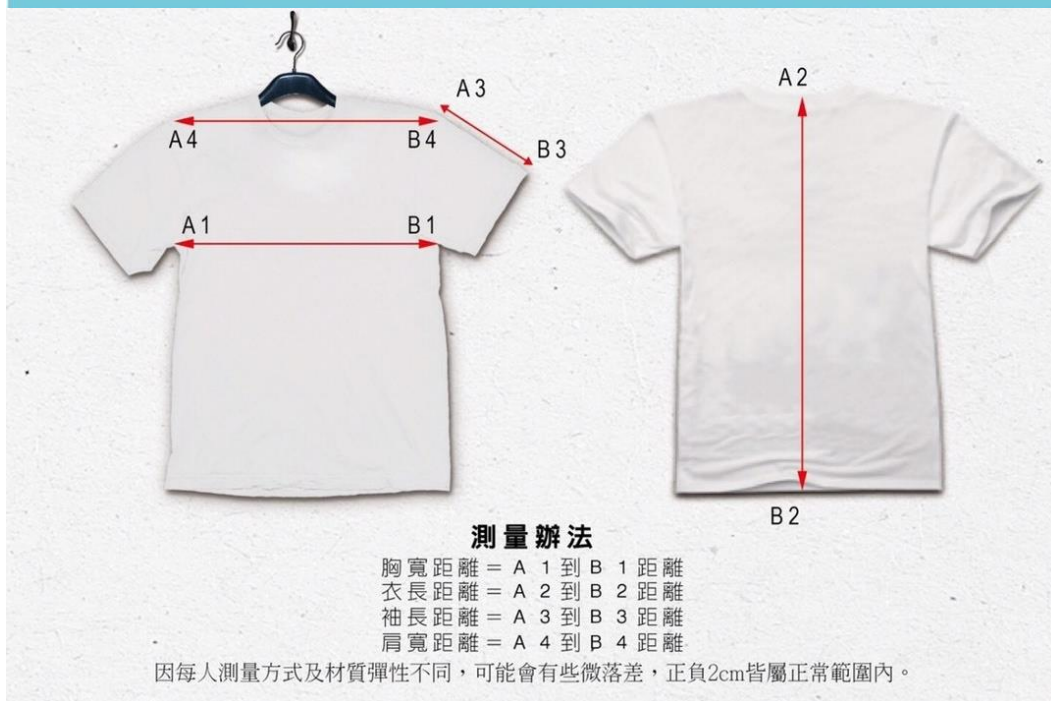 A3
A2
A4
B4
B3
A1
B1
B2
測量辦法
胸寬距離＝A 1到B 1距離
衣長距離＝A 2到B 2距離
袖長距離＝A 3到B 3距離
肩寬距離＝A 4到B 4距離
因每人測量方式及材質彈性不同，可能會有些微落差，正負2cm皆屬正常範圍內。